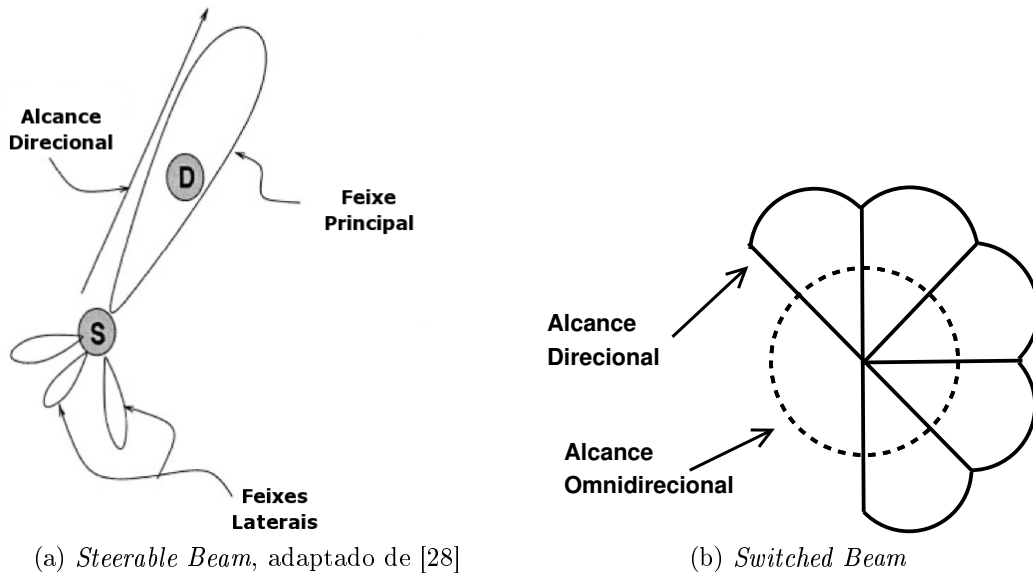 Alcance
Direcional
D
Feixe
Principal
S
Feixes
Laterais
(a) Steerable Beam, adaptado de [28]
Alcance
Direcional
Alcance
Omnidirecional
(b) Switched Beam